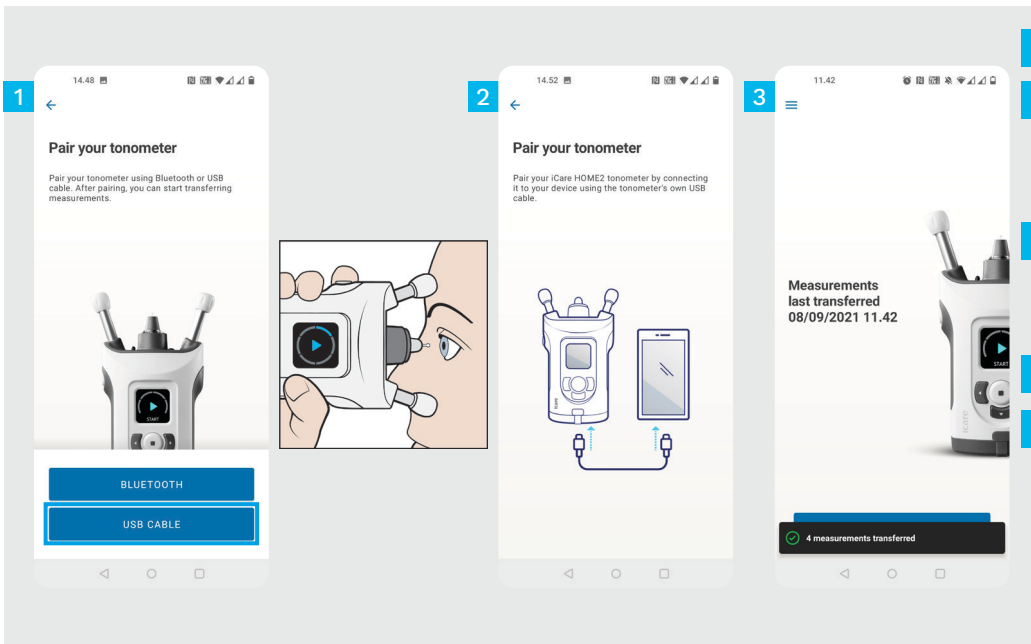 1
14.48
Pair your tonometer
Pair your tonometer using Bluetooth or USB
cable. After pairing, you can start transferring
measurements.
START
BLUETOOTH
USB CABLE
2
14.52
Pair your tonometer
Pair your iCare HOME2 tonometer by connecting
it to your device using the tonometer's own USB
cable.
icare
3
11.42
Measurements
last transferred
08/09/2021 11.42
START
icare
4 measurements transferred